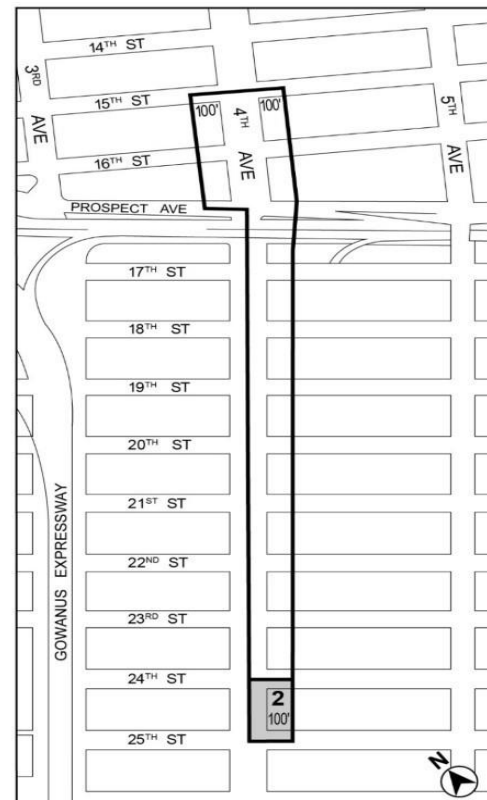 14TH ST
3RD AVE
15TH ST
100'
4TH AVE
100'
5TH AVE
16TH ST
PROSPECT AVE
17TH ST
18TH ST
19TH ST
20TH ST
21ST ST
GOWANUS EXPRESSWAY
22ND ST
23RD ST
24TH ST
2
100'
25TH ST
N